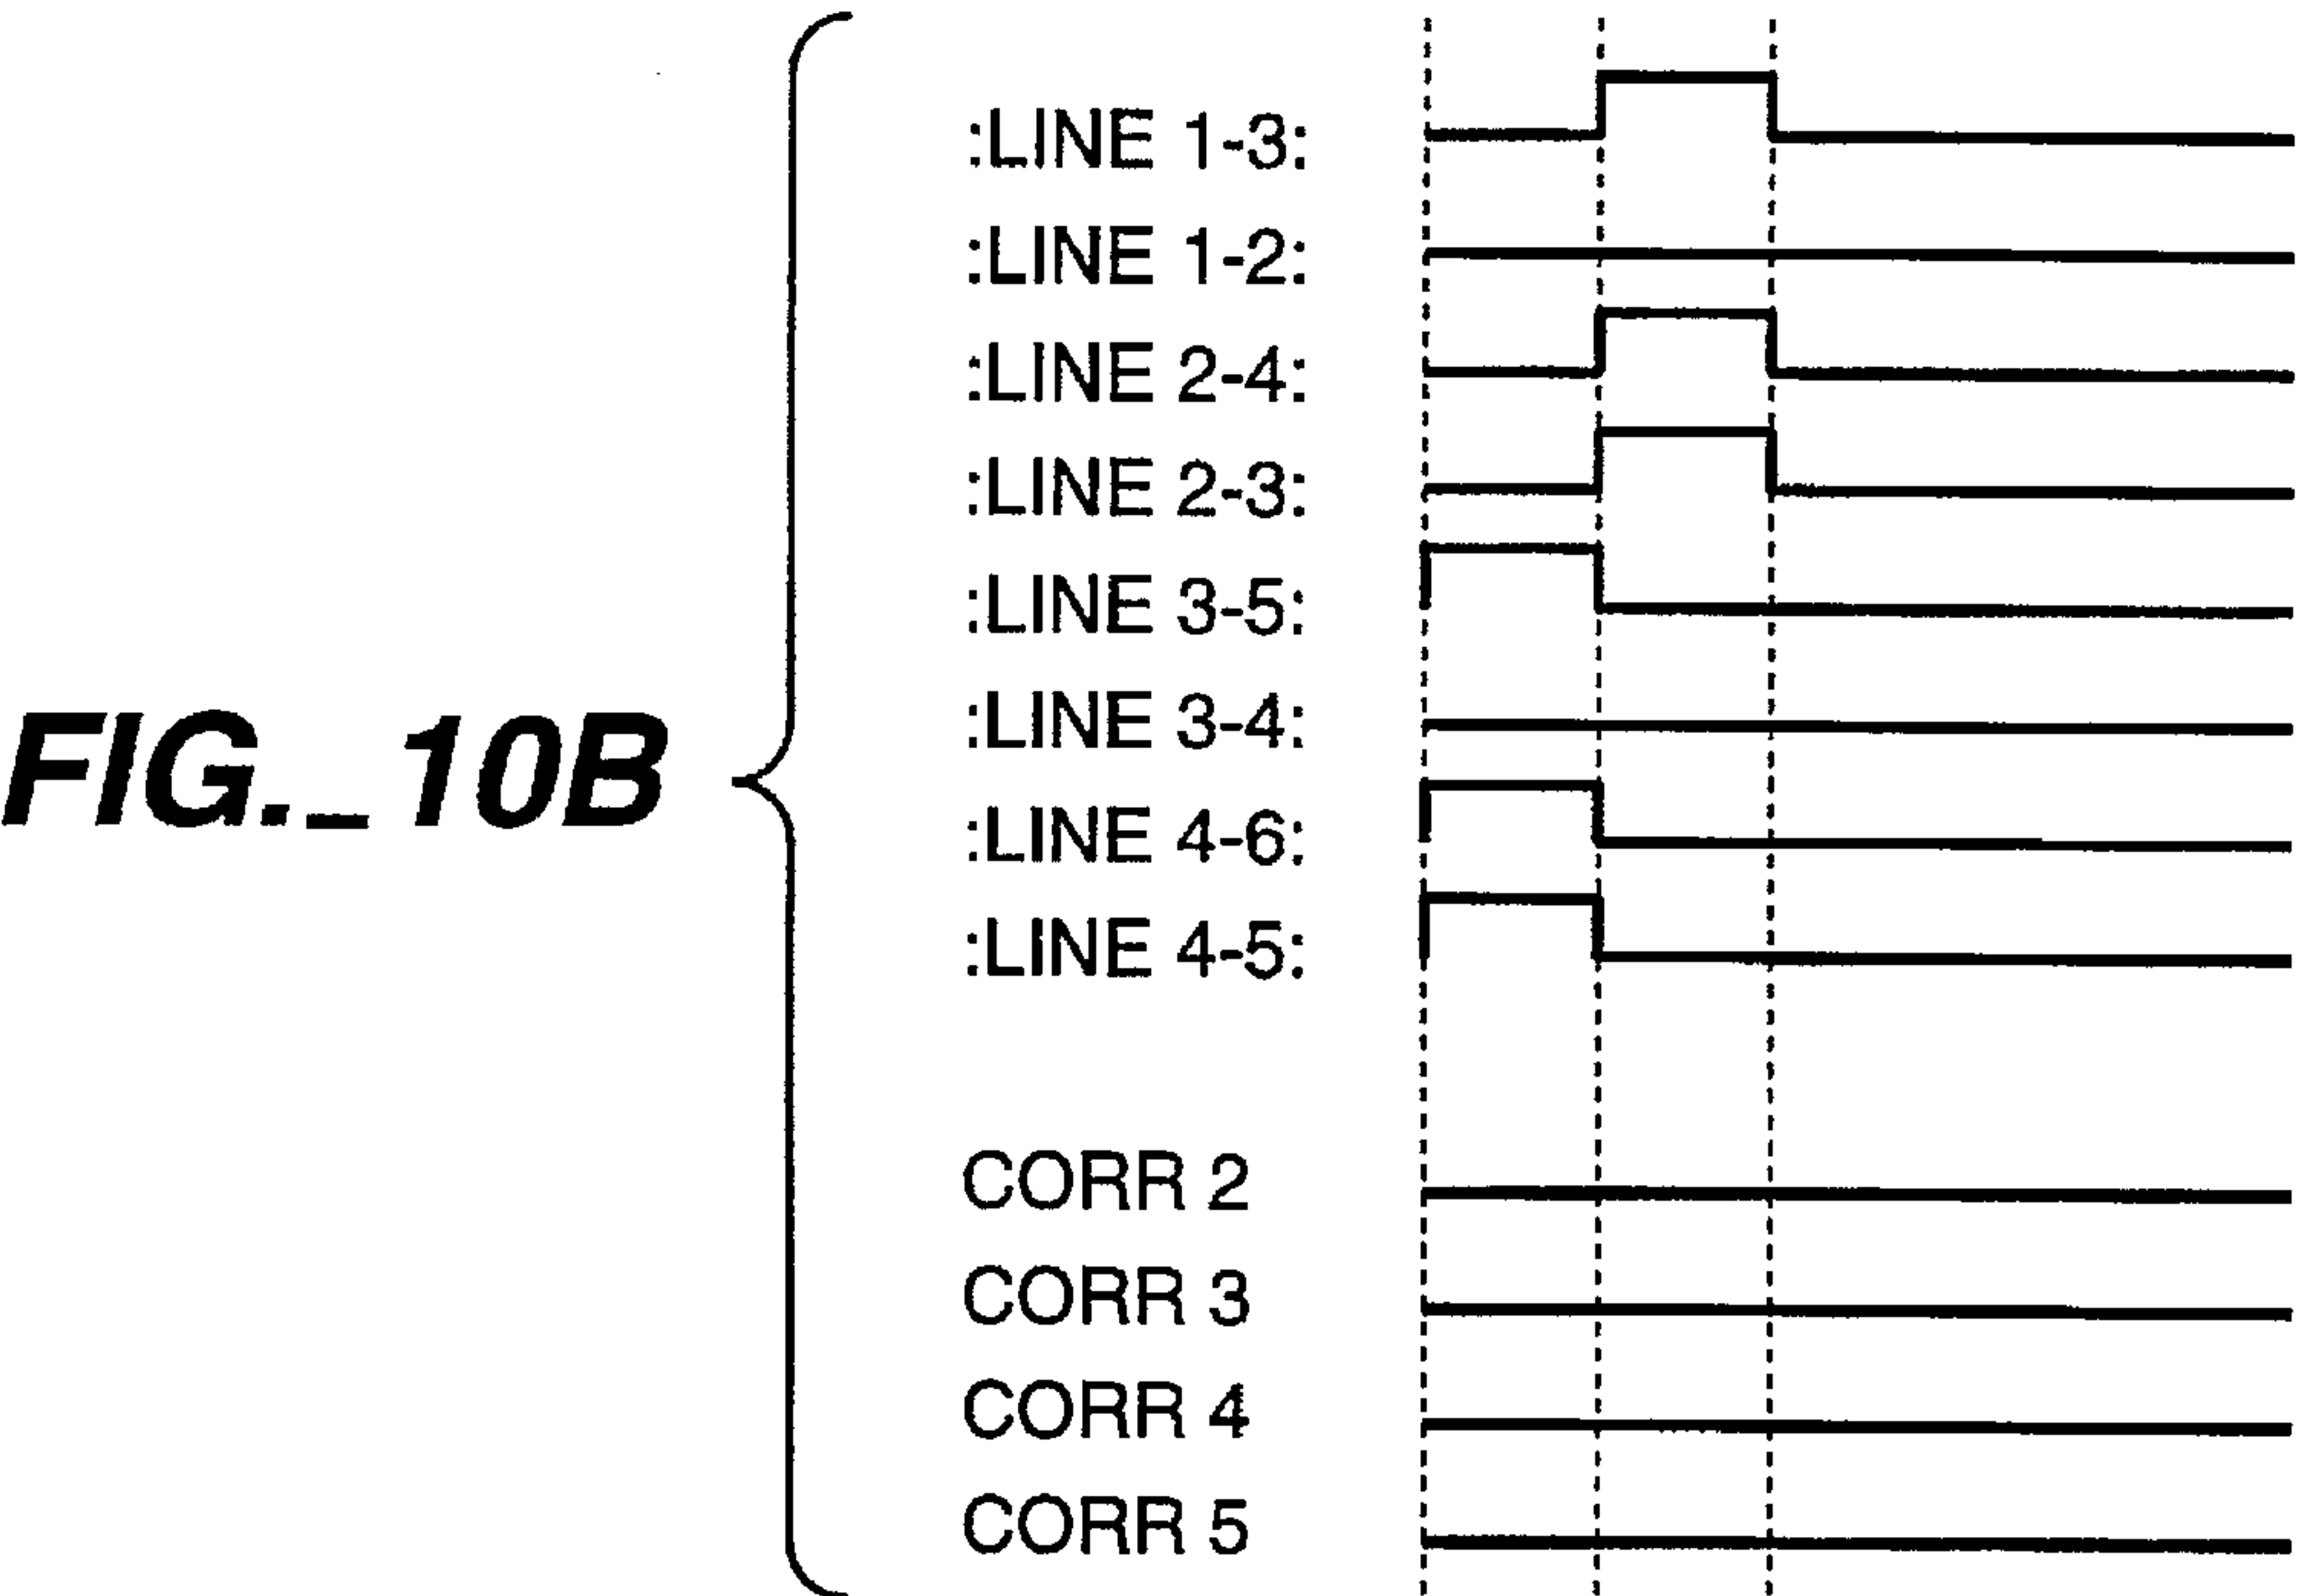 :LINE 1-3:
:LINE 1-2:
:LINE 2-4:
:LINE 2-3:
:LINE 3-5:
:LINE 3-4:
:LINE 4-6:
:LINE 4-5:
FIG._10B
CORR 2
CORR 3
CORR 4
CORR 5